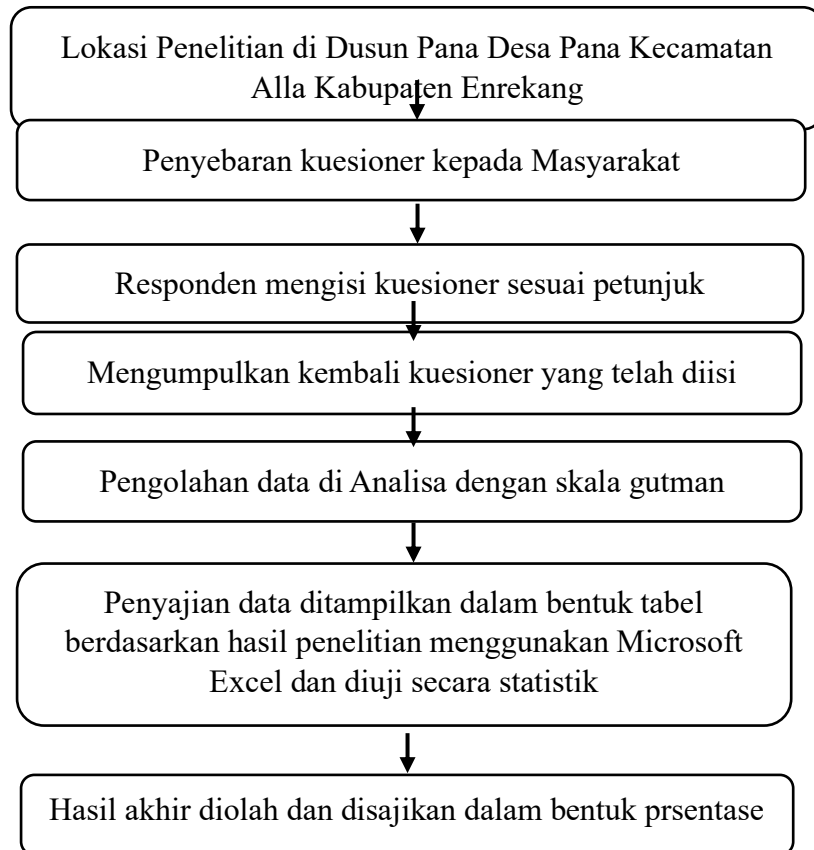 Lokasi Penelitian di Dusun Pana Desa Pana Kecamatan
Alla Kabupaten Enrekang
Penyebaran kuesioner kepada Masyarakat
Responden mengisi kuesioner sesuai petunjuk
Mengumpulkan kembali kuesioner yang telah diisi
Pengolahan data di Analisa dengan skala gutman
Penyajian data ditampilkan dalam bentuk tabel
berdasarkan hasil penelitian menggunakan Microsoft
Excel dan diuji secara statistik
Hasil akhir diolah dan disajikan dalam bentuk prsentase